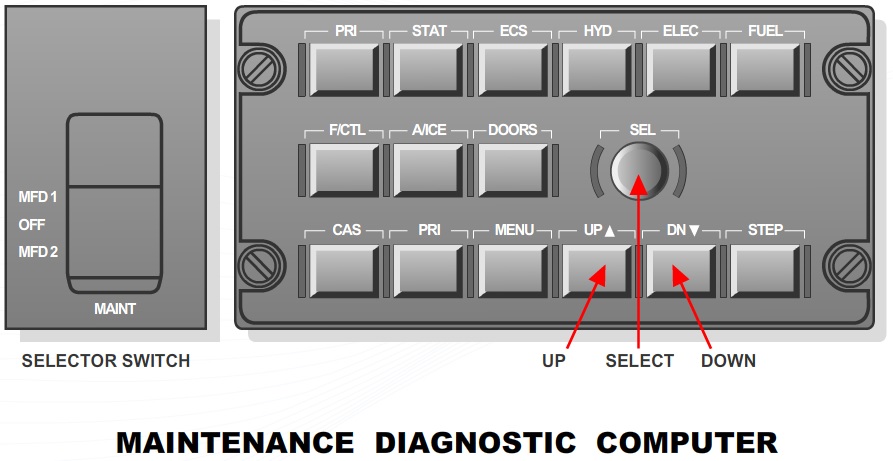 PRI STAT ECS HYD ELEC FUEL
F/CTL A/ICE DOORS SEL
MFD 1
OFF
MFD 2
CAS PRI MENU UP▲ DN▼ STEP
MAINT
SELECTOR SWITCH
UP SELECT DOWN
MAINTENANCE DIAGNOSTIC COMPUTER